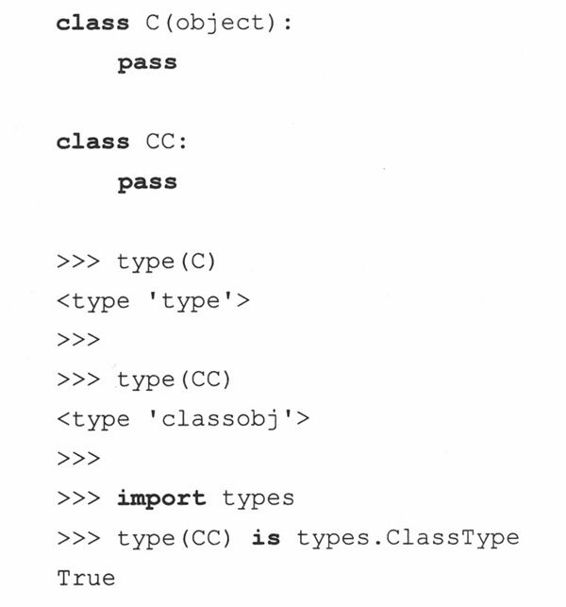 class C(object):
    pass
class CC:
    pass
>>> type(C)
<type 'type'>
>>>
>>> type(CC)
<type 'classobj'>
>>>
>>> import types
>>> type(CC) is types.ClassType
True